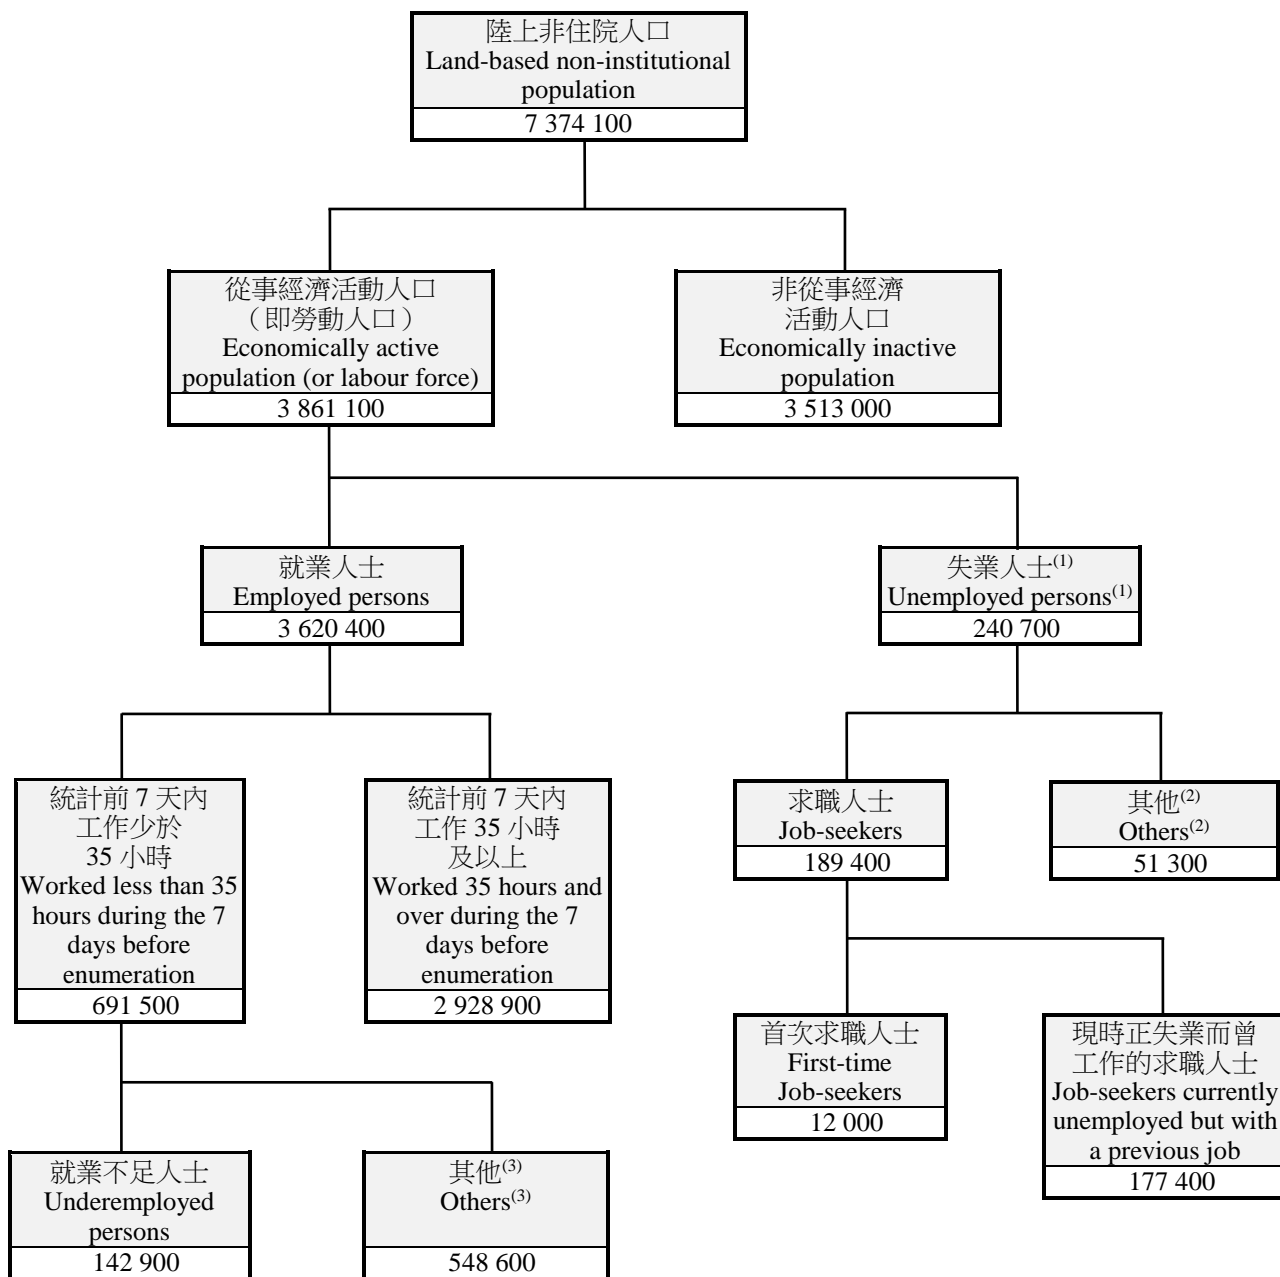 陸上非住院人口
Land-based non-institutional
population
7 374 100
從事經濟活動人口
（即勞動人口）
Economically active
population (or labour force)
3 861 100
非從事經濟
活動人口
Economically inactive
population
3 513 000
就業人士
Employed persons
3 620 400
失業人士(1)
Unemployed persons(1)
240 700
統計前 7 天內
工作少於
35 小時
Worked less than 35
hours during the 7
days before
enumeration
691 500
統計前 7 天內
工作 35 小時
及以上
Worked 35 hours and
over during the 7
days before
enumeration
2 928 900
求職人士
Job-seekers
189 400
其他(2)
Others(2)
51 300
就業不足人士
Underemployed
persons
142 900
其他(3)
Others(3)
548 600
首次求職人士
First-time
Job-seekers
12 000
現時正失業而曾
工作的求職人士
Job-seekers currently
unemployed but with
a previous job
177 400